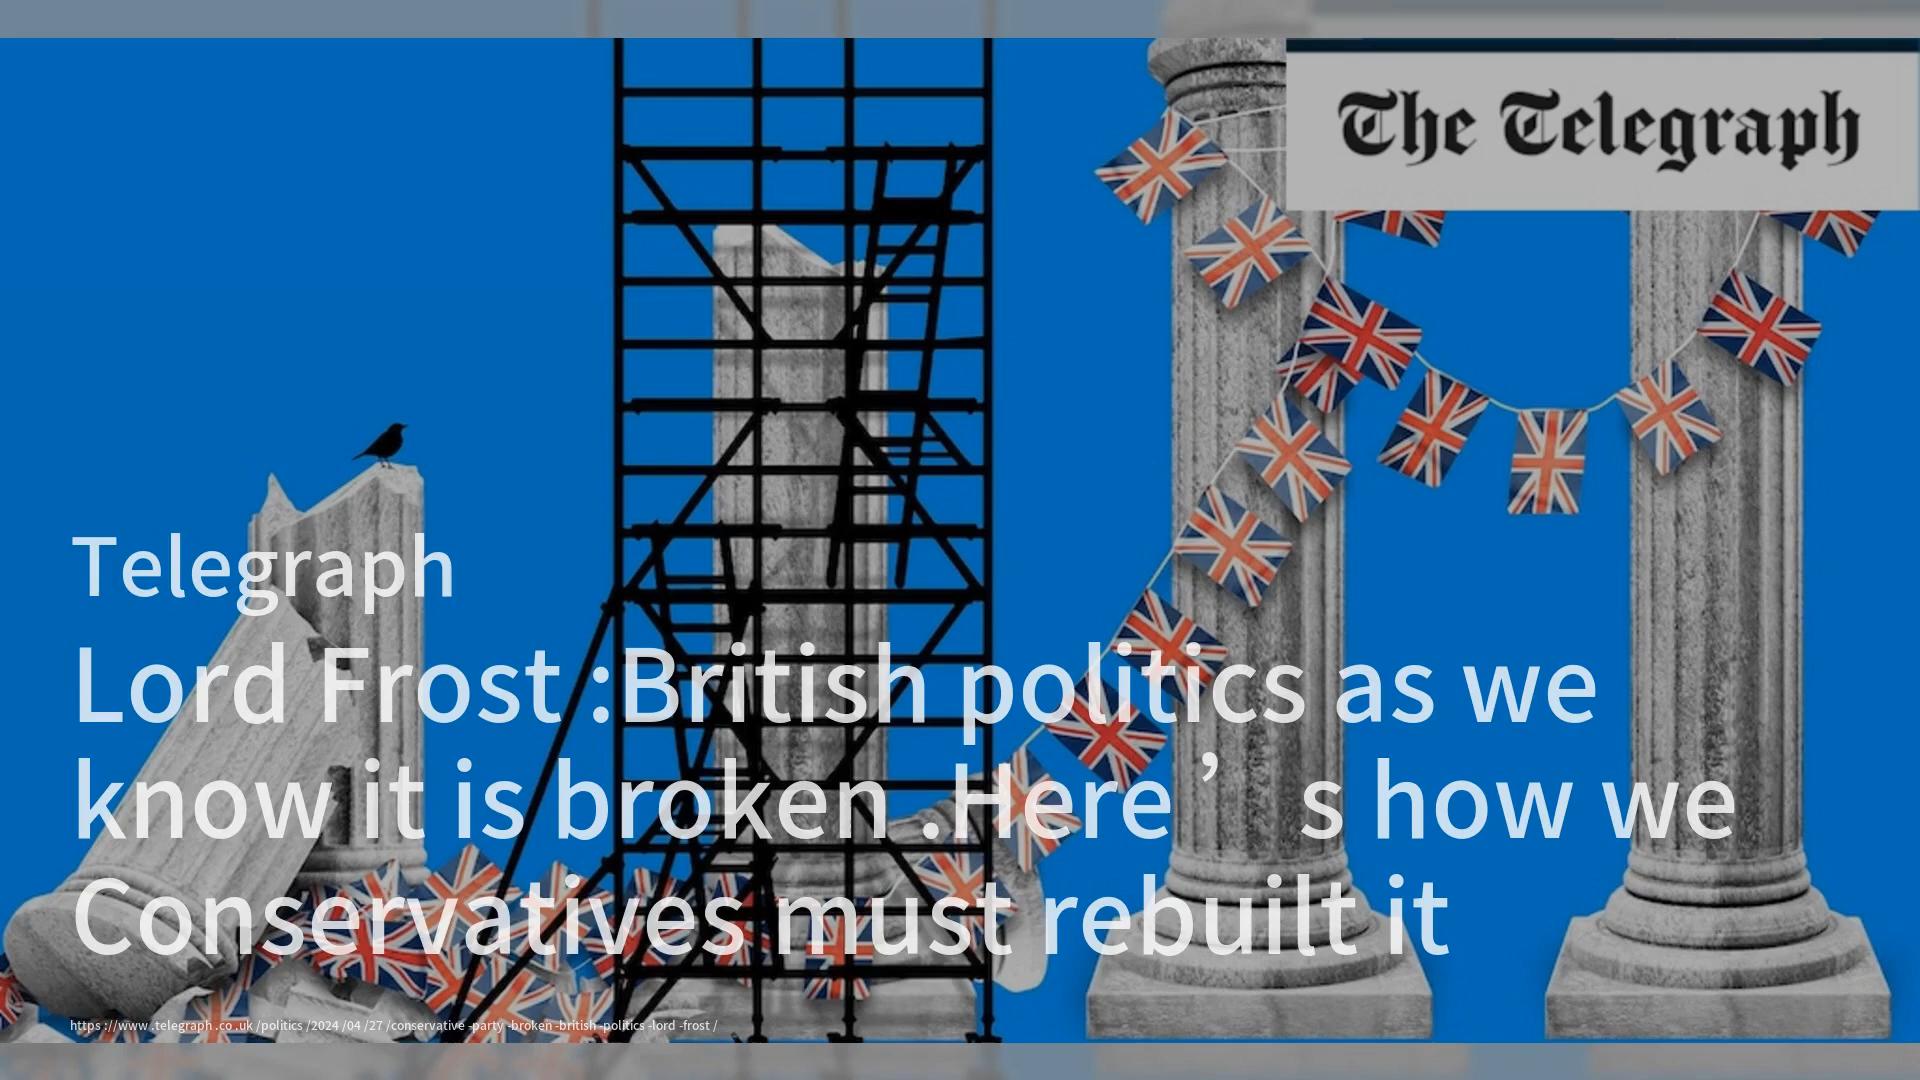 The Telegraph
Telegraph
Lord Frost :British politics as we
know it is broken .Here’ s how we
Conservatives must rebuilt it
https ://www .telegraph .co .uk /politics /2024 /04 /27 /conservative -party -broken -british -politics -lord -frost /